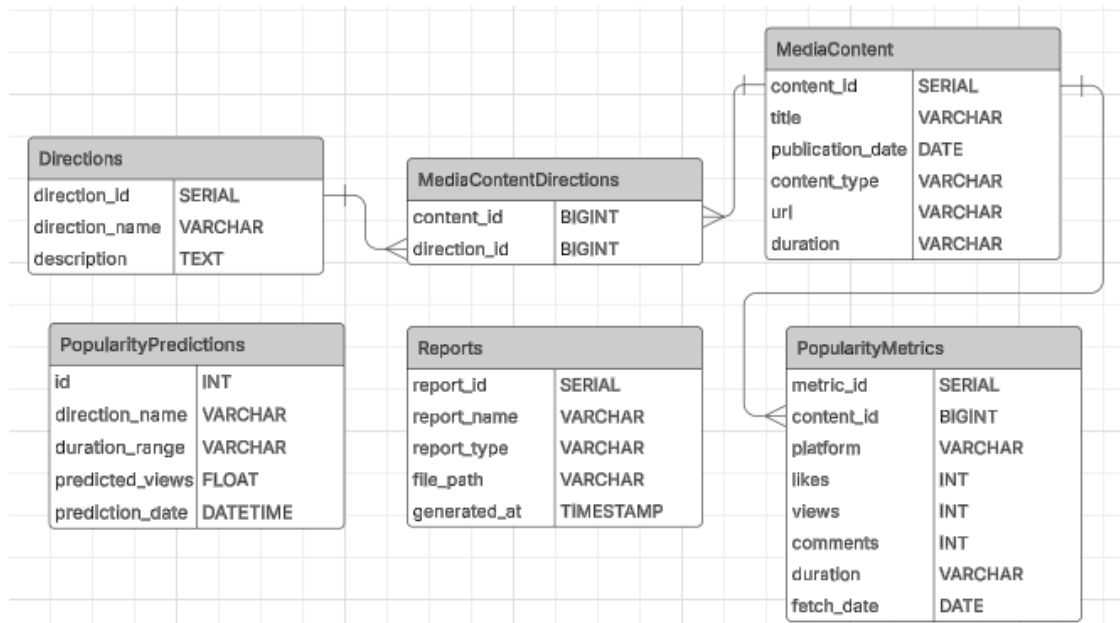 MediaContent
content_id SERIAL
title VARCHAR
publication_date DATE
content_type VARCHAR
url VARCHAR
duration VARCHAR
Directions
direction_id SERIAL
direction_name VARCHAR
description TEXT
MediaContentDirections
content_id BIGINT
direction_id BIGINT
PopularityPredictions
id INT
direction_name VARCHAR
duration_range VARCHAR
predicted_views FLOAT
prediction_date DATETIME
Reports
report_id SERIAL
report_name VARCHAR
report_type VARCHAR
file_path VARCHAR
generated_at TIMESTAMP
PopularityMetrics
metric_id SERIAL
content_id BIGINT
platform VARCHAR
likes INT
views INT
comments INT
duration VARCHAR
fetch_date DATE